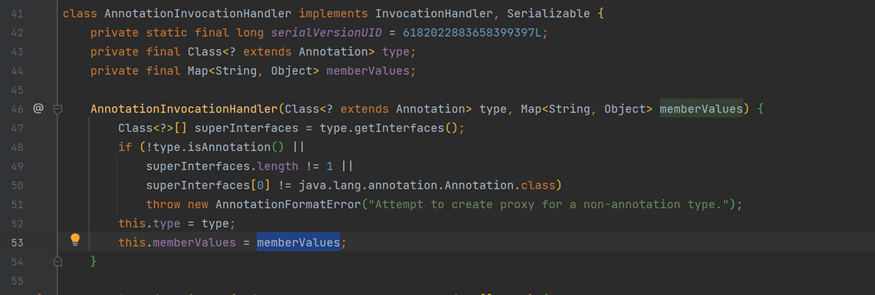 41 class AnnotationInvocationHandler implements InvocationHandler, Serializable {
42     private static final long serialVersionUID = 6182022883658399397L;
43     private final Class<? extends Annotation> type;
44     private final Map<String, Object> memberValues;
45
46 @   AnnotationInvocationHandler(Class<? extends Annotation> type, Map<String, Object> memberValues) {
47         Class<?>[] superInterfaces = type.getInterfaces();
48         if (!type.isAnnotation() ||
49             superInterfaces.length != 1 ||
50             superInterfaces[0] != java.lang.annotation.Annotation.class)
51             throw new AnnotationFormatError("Attempt to create proxy for a non-annotation type.");
52         this.type = type;
53         this.memberValues = memberValues;
54     }
55